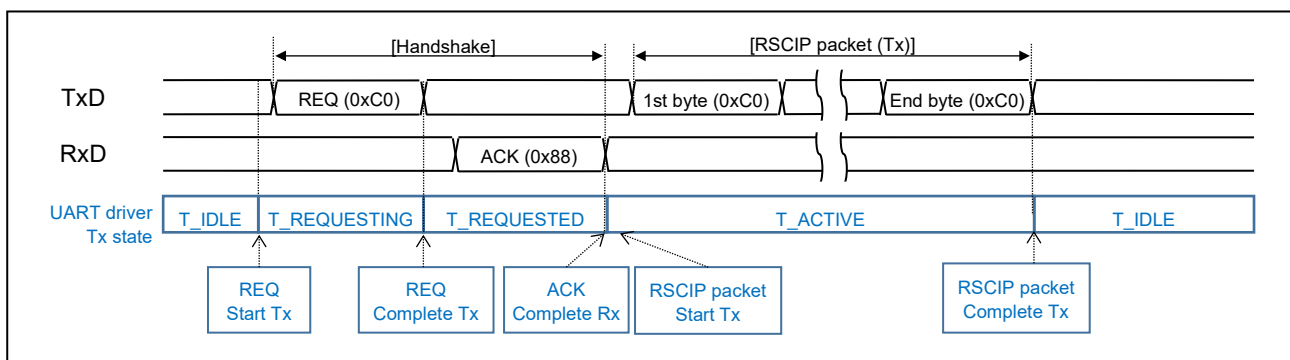 [Handshake] [RSCIP packet (Tx)]
TxD REQ (0xC0) 1st byte (0xC0) End byte (0xC0)
RxD ACK (0x88)
UART driver
Tx state
T_IDLE T_REQUESTING T_REQUESTED T_ACTIVE T_IDLE
REQ
Start Tx
REQ
Complete Tx
ACK
Complete Rx
RSCIP packet
Start Tx
RSCIP packet
Complete Tx